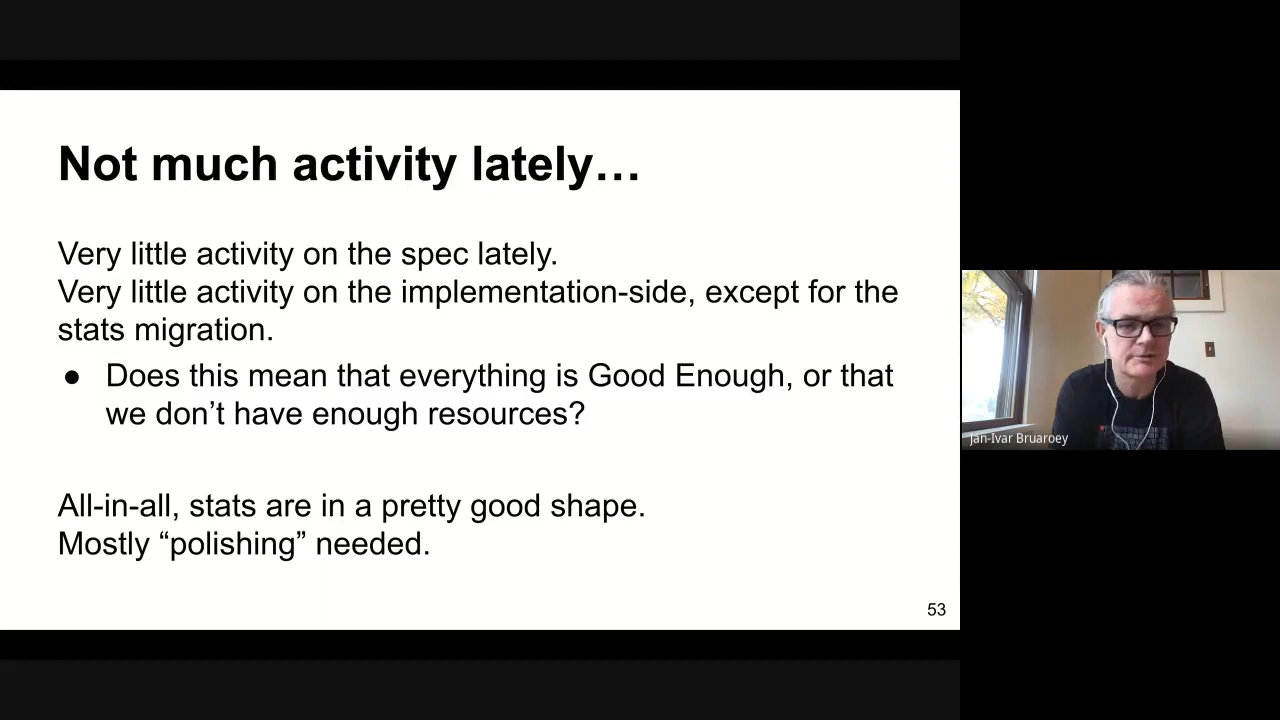 Not much activity lately…
Very little activity on the spec lately.
Very little activity on the implementation-side, except for the
stats migration.
● Does this mean that everything is Good Enough, or that
we don’t have enough resources?
All-in-all, stats are in a pretty good shape.
Mostly “polishing” needed.
53
Jan-Ivar Bruaroey